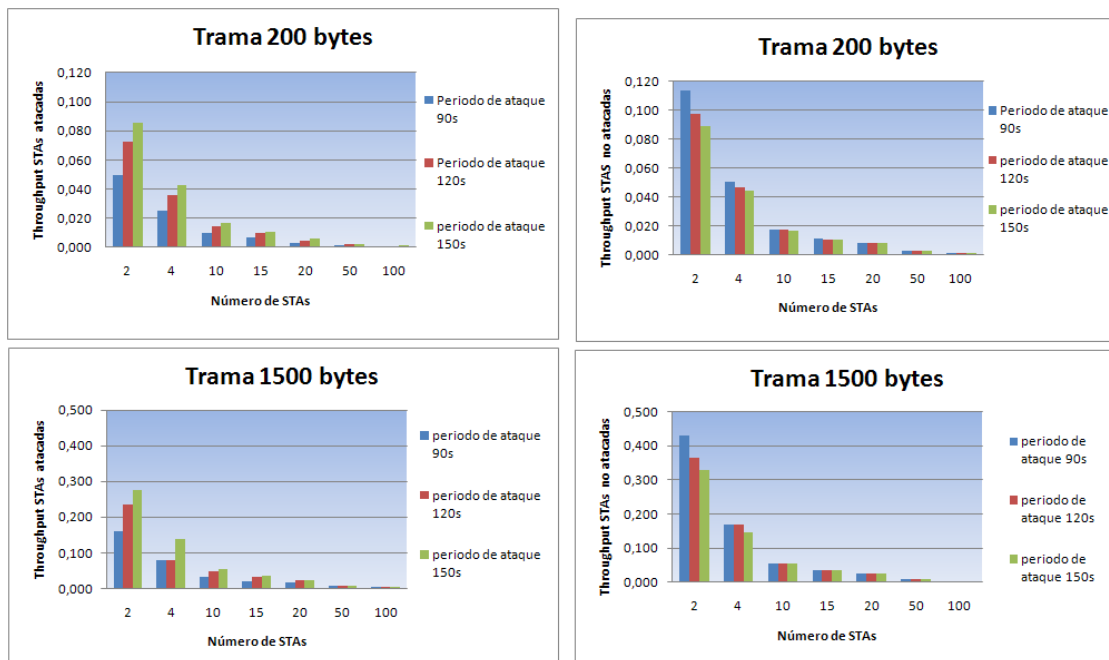 Trama 200 bytes
Throughput STAs atacadas
0,120
0,100
0,080
0,060
0,040
0,020
0,000
2 4 10 15 20 50 100
Número de STAs
Periodo de ataque
90s
Periodo de ataque
120s
periodo de ataque
150s
Trama 200 bytes
Throughput STAS no atacadas
0,120
0,100
0,080
0,060
0,040
0,020
0,000
2 4 10 15 20 50 100
Número de STAs
Periodo de ataque
90s
periodo de ataque
120s
periodo de ataque
150s
Trama 1500 bytes
Throughput STAs atacadas
0,500
0,400
0,300
0,200
0,100
0,000
2 4 10 15 20 50 100
Número de STAs
periodo de ataque
90s
periodo de ataque
120s
periodo de ataque
150s
Trama 1500 bytes
Throughput STAs no atacadas
0,500
0,400
0,300
0,200
0,100
0,000
2 4 10 15 20 50 100
Número de STAs
periodo de
ataque 90s
periodo de
ataque 120s
periodo de
ataque 150s